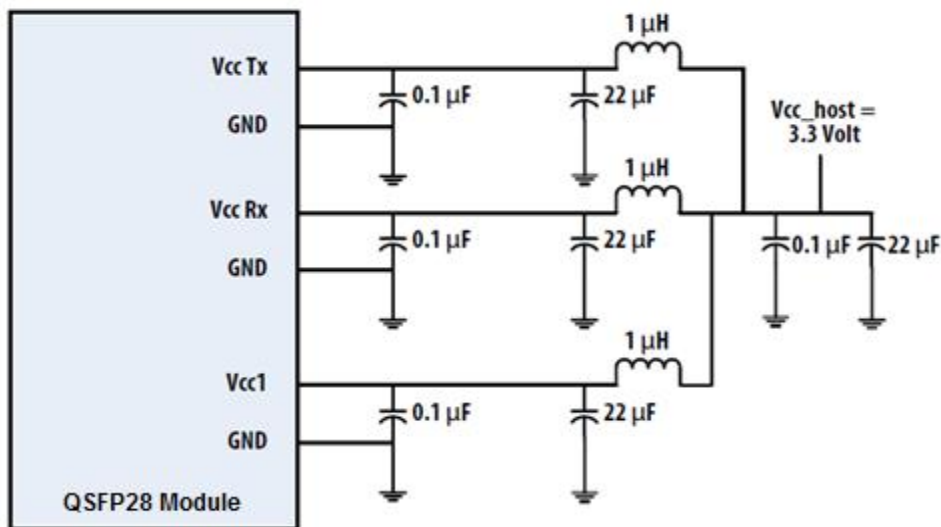 1 µH
Vcc Tx
0.1 µF
22 µF
GND
Vcc_host =
3.3 Volt
1 µH
Vcc Rx
0.1 µF
22 µF
0.1 µF
22 µF
GND
1 µH
Vcc1
0.1 µF
22 µF
GND
QSFP28 Module